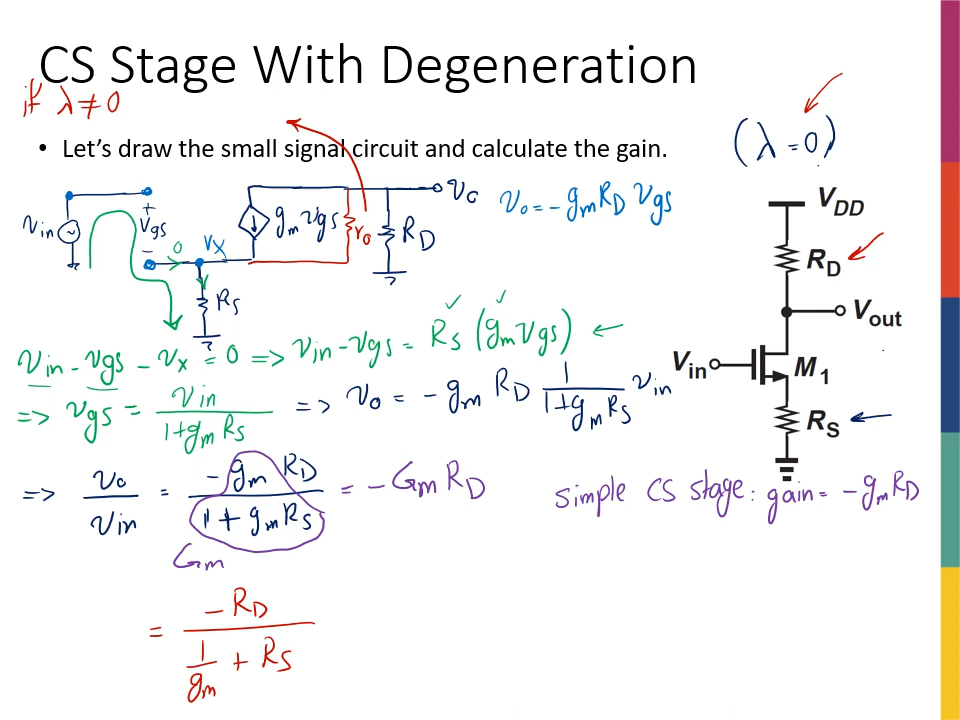 CS Stage With Degeneration
if λ ≠ 0
• Let's draw the small signal circuit and calculate the gain.
(λ = 0)
vin + vgs − 0 vX gm vgs ro RD vo
vo = − gm RD vgs
RS
VDD
RD
Vout
Vin M1
RS
vin − vgs − vX = 0 => vin − vgs = RS (gm vgs) ←
=> vgs = vin / (1 + gm RS) => vo = − gm RD 1 / (1 + gm RS) vin
=> vo / vin = − gm RD / (1 + gm RS) = − Gm RD
Gm
Simple CS stage: gain = − gm RD
= − RD / (1/gm + RS)